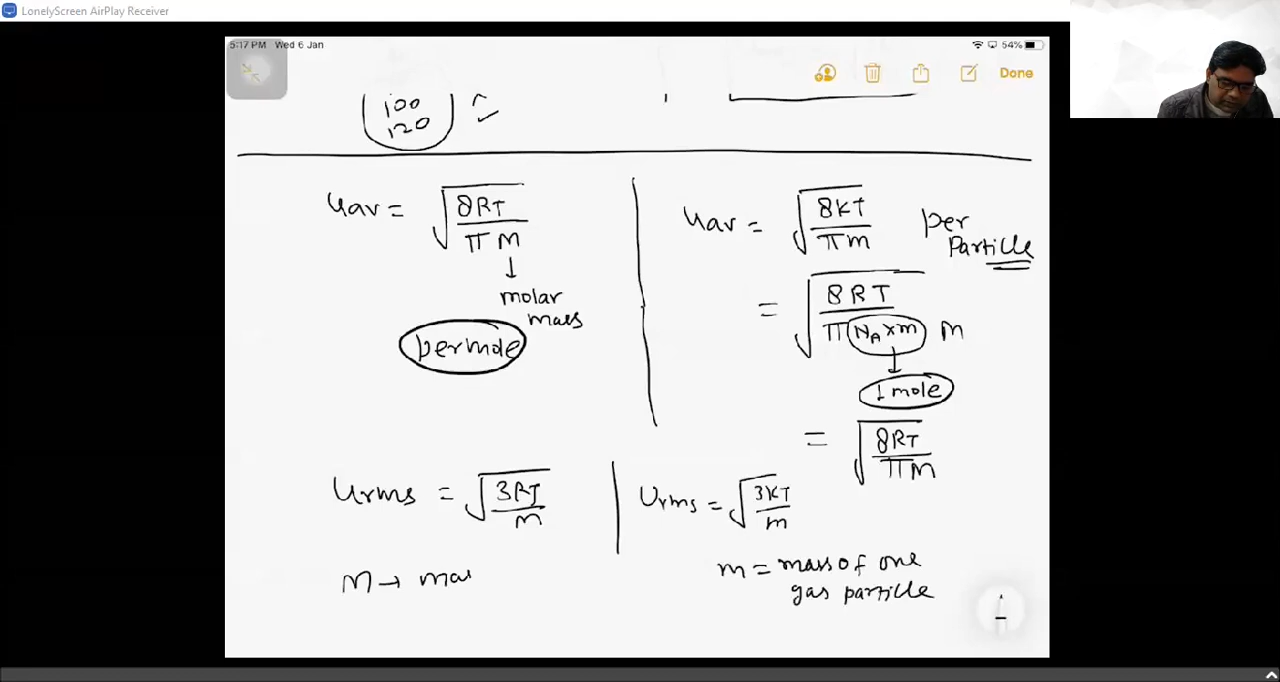 LonelyScreen AirPlay Receiver
5:17 PM Wed 6 Jan
54%
Done
100
120
Uav = √(8RT/πM)
↓
molar
mass
permole
Uav = √(8KT/πm) per
Particle
= √(8RT/π(NA×m)) M
↓
1 mole
= √(8RT/πM)
Urms = √(3RT/M)
M → mas
Urms = √(3KT/m)
m = mass of one
gas particle